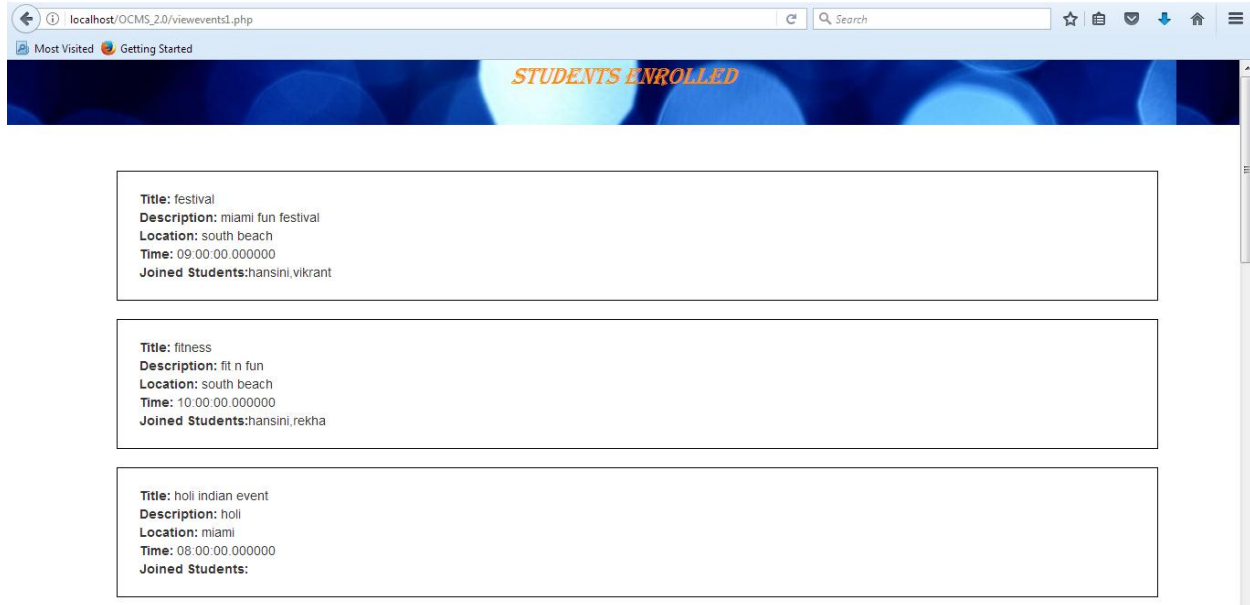 localhost/OCMS_2.0/viewevents1.php
Search
Most Visited Getting Started
STUDENTS ENROLLED
Title: festival
Description: miami fun festival
Location: south beach
Time: 09:00:00.000000
Joined Students:hansini,vikrant
Title: fitness
Description: fit n fun
Location: south beach
Time: 10:00:00.000000
Joined Students:hansini,rekha
Title: holi indian event
Description: holi
Location: miami
Time: 08:00:00.000000
Joined Students: